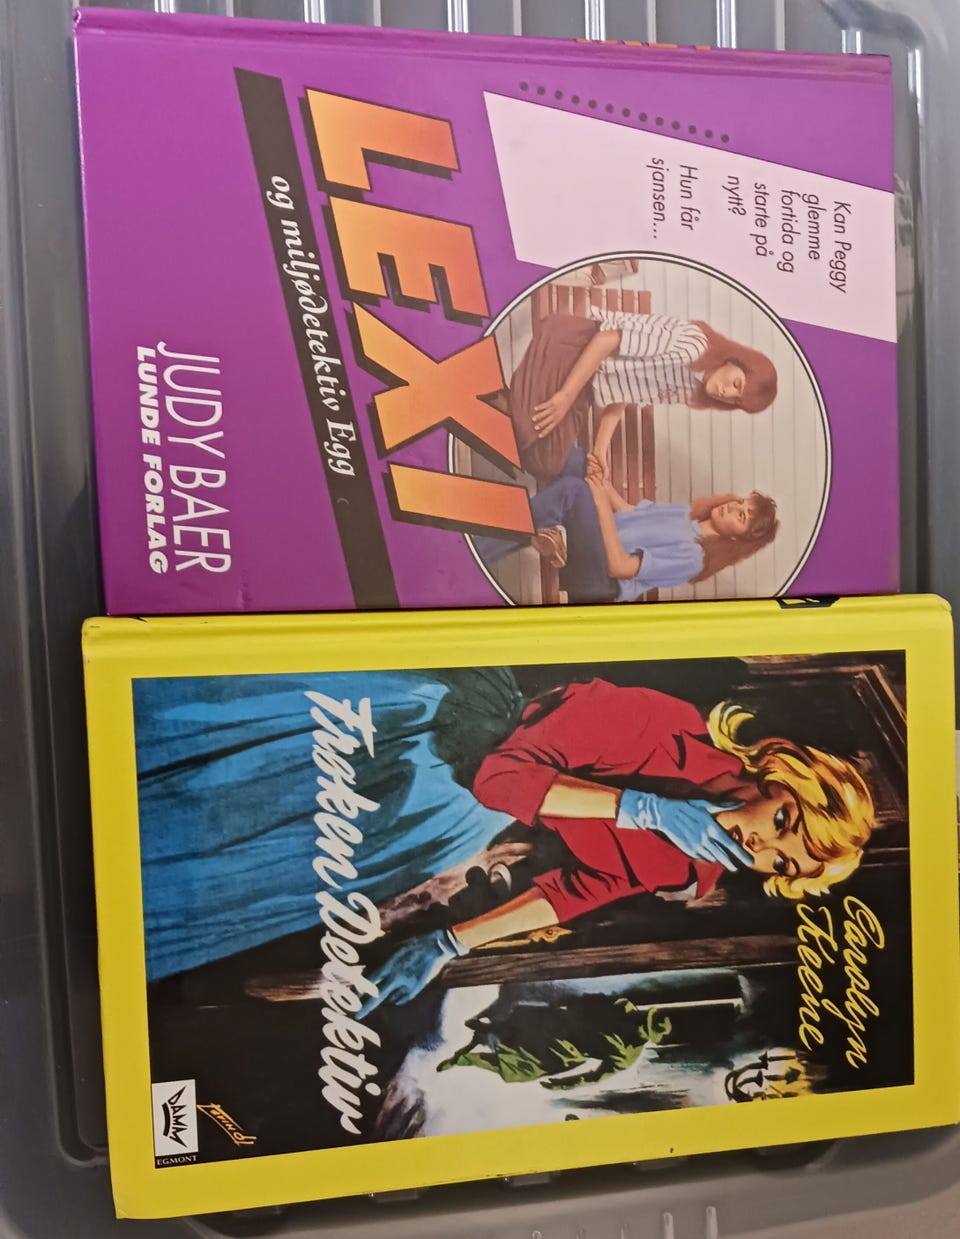 Kan Peggy
glemme
fortida og
starte på
nytt?
Hun får
sjansen...
LEXI
og miljødetektiv Egg
JUDY BAER
LUNDE FORLAG
Carolyn
Keene
Frøken Detektiv
DAMM
EGMONT